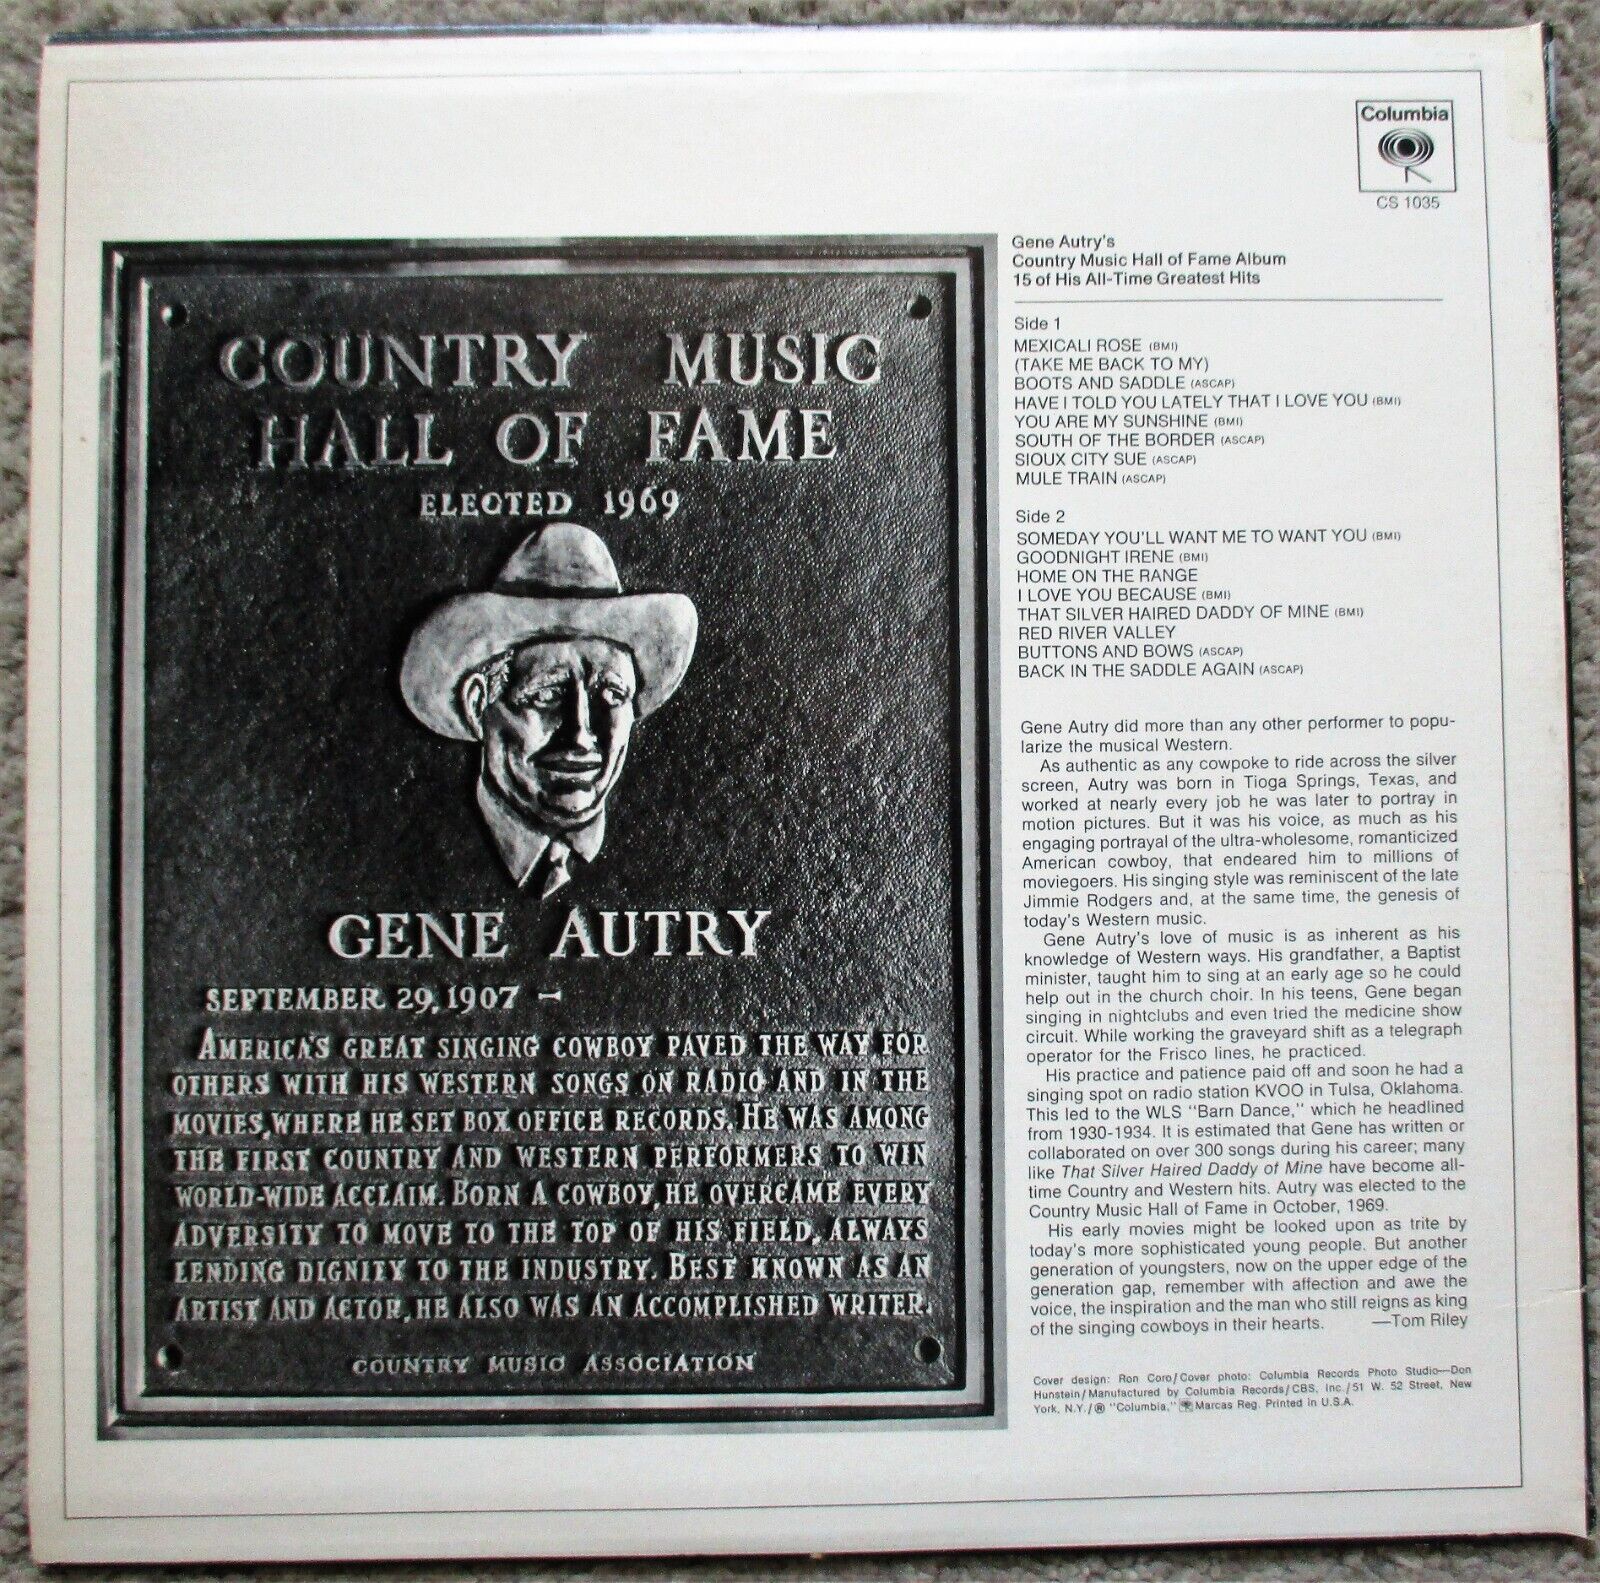 Columbia
CS 1035
COUNTRY MUSIC
HALL OF FAME
ELECTED 1969
GENE AUTRY
SEPTEMBER 29, 1907 –
AMERICA'S GREAT SINGING COWBOY PAVED THE WAY FOR
OTHERS WITH HIS WESTERN SONGS ON RADIO AND IN THE
MOVIES, WHERE HE SET BOX OFFICE RECORDS. HE WAS AMONG
THE FIRST COUNTRY AND WESTERN PERFORMERS TO WIN
WORLD-WIDE ACCLAIM. BORN A COWBOY, HE OVERCAME EVERY
ADVERSITY TO MOVE TO THE TOP OF HIS FIELD, ALWAYS
LENDING DIGNITY TO THE INDUSTRY. BEST KNOWN AS AN
ARTIST AND ACTOR, HE ALSO WAS AN ACCOMPLISHED WRITER.
COUNTRY MUSIC ASSOCIATION
Gene Autry's
Country Music Hall of Fame Album
15 of His All-Time Greatest Hits
Side 1
MEXICALI ROSE (BMI)
(TAKE ME BACK TO MY)
BOOTS AND SADDLE (ASCAP)
HAVE I TOLD YOU LATELY THAT I LOVE YOU (BMI)
YOU ARE MY SUNSHINE (BMI)
SOUTH OF THE BORDER (ASCAP)
SIOUX CITY SUE (ASCAP)
MULE TRAIN (ASCAP)
Side 2
SOMEDAY YOU'LL WANT ME TO WANT YOU (BMI)
GOODNIGHT IRENE (BMI)
HOME ON THE RANGE
I LOVE YOU BECAUSE (BMI)
THAT SILVER HAIRED DADDY OF MINE (BMI)
RED RIVER VALLEY
BUTTONS AND BOWS (ASCAP)
BACK IN THE SADDLE AGAIN (ASCAP)
Gene Autry did more than any other performer to popu-
larize the musical Western.
As authentic as any cowpoke to ride across the silver
screen, Autry was born in Tioga Springs, Texas, and
worked at nearly every job he was later to portray in
motion pictures. But it was his voice, as much as his
engaging portrayal of the ultra-wholesome, romanticized
American cowboy, that endeared him to millions of
moviegoers. His singing style was reminiscent of the late
Jimmie Rodgers and, at the same time, the genesis of
today's Western music.
Gene Autry's love of music is as inherent as his
knowledge of Western ways. His grandfather, a Baptist
minister, taught him to sing at an early age so he could
help out in the church choir. In his teens, Gene began
singing in nightclubs and even tried the medicine show
circuit. While working the graveyard shift as a telegraph
operator for the Frisco lines, he practiced.
His practice and patience paid off and soon he had a
singing spot on radio station KVOO in Tulsa, Oklahoma.
This led to the WLS "Barn Dance," which he headlined
from 1930-1934. It is estimated that Gene has written or
collaborated on over 300 songs during his career; many
like That Silver Haired Daddy of Mine have become all-
time Country and Western hits. Autry was elected to the
Country Music Hall of Fame in October, 1969.
His early movies might be looked upon as trite by
today's more sophisticated young people. But another
generation of youngsters, now on the upper edge of the
generation gap, remember with affection and awe the
voice, the inspiration and the man who still reigns as king
of the singing cowboys in their hearts. —Tom Riley
Cover design: Ron Coro/Cover photo: Columbia Records Photo Studio—Don
Hunstein/Manufactured by Columbia Records/CBS, Inc./51 W. 52 Street, New
York, N.Y./® "Columbia," Marcas Reg. Printed in U.S.A.